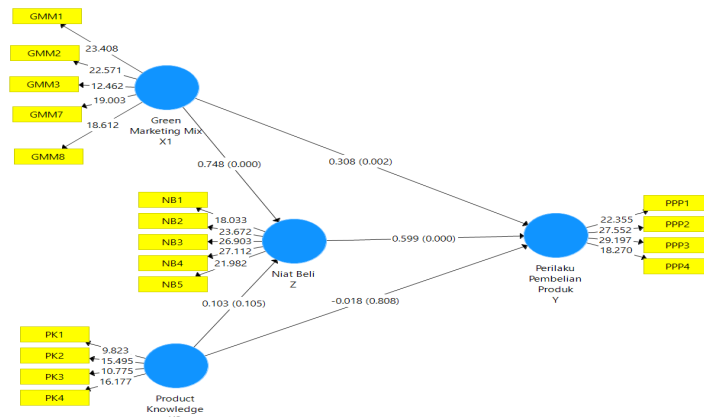 GMM1
GMM2
GMM3
GMM7
GMM8
23.408
22.571
12.462
19.003
18.612
Green
Marketing Mix
X1
0.748 (0.000)
0.308 (0.002)
NB1
NB2
NB3
NB4
NB5
18.033
23.672
26.903
27.112
21.982
Niat Beli
Z
0.599 (0.000)
PPP1
PPP2
PPP3
PPP4
22.355
27.552
29.197
18.270
Perilaku
Pembelian
Produk
Y
0.103 (0.105)
-0.018 (0.808)
PK1
PK2
PK3
PK4
9.823
15.495
10.775
16.177
Product
Knowledge